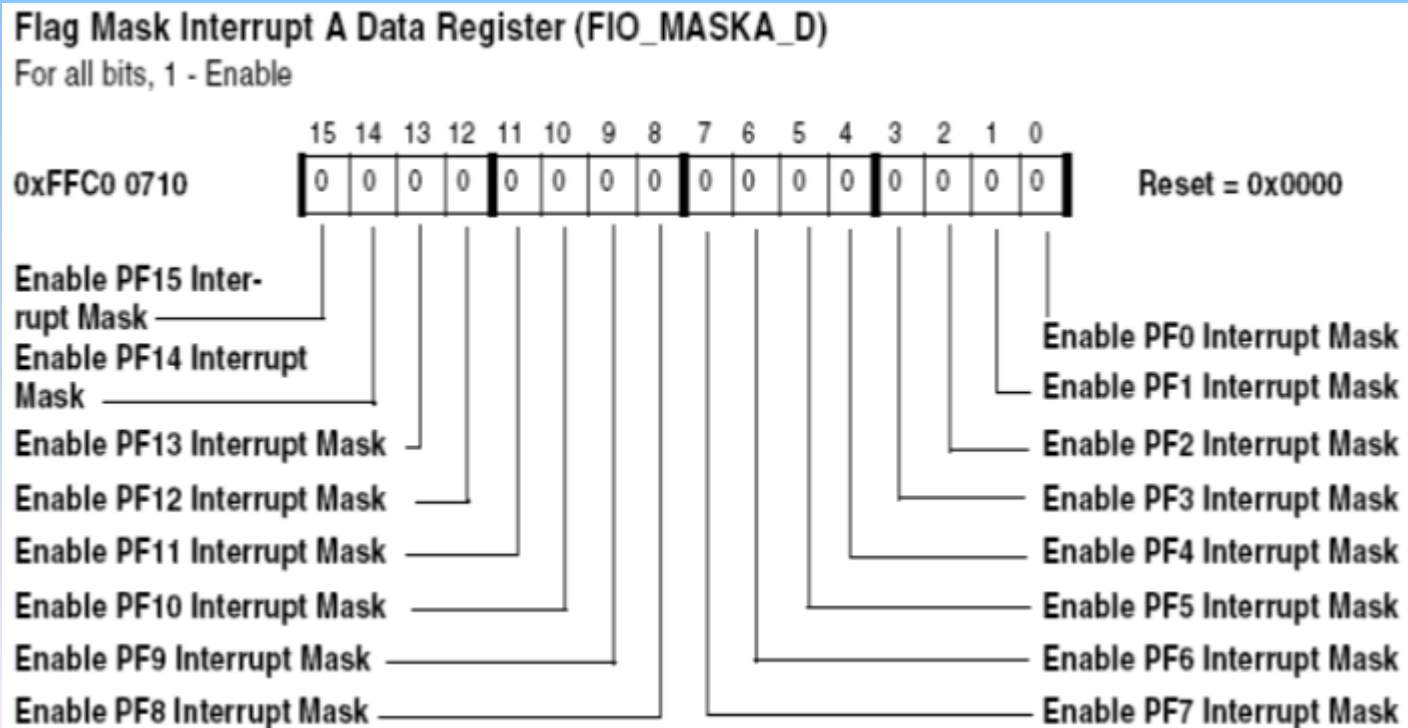 Flag Mask Interrupt A Data Register (FIO_MASKA_D)
For all bits, 1 - Enable
15 14 13 12 11 10 9 8 7 6 5 4 3 2 1 0
0xFFC0 0710 0 0 0 0 0 0 0 0 0 0 0 0 0 0 0 0 Reset = 0x0000
Enable PF15 Inter-
rupt Mask
Enable PF14 Interrupt
Mask
Enable PF13 Interrupt Mask
Enable PF12 Interrupt Mask
Enable PF11 Interrupt Mask
Enable PF10 Interrupt Mask
Enable PF9 Interrupt Mask
Enable PF8 Interrupt Mask
Enable PF0 Interrupt Mask
Enable PF1 Interrupt Mask
Enable PF2 Interrupt Mask
Enable PF3 Interrupt Mask
Enable PF4 Interrupt Mask
Enable PF5 Interrupt Mask
Enable PF6 Interrupt Mask
Enable PF7 Interrupt Mask